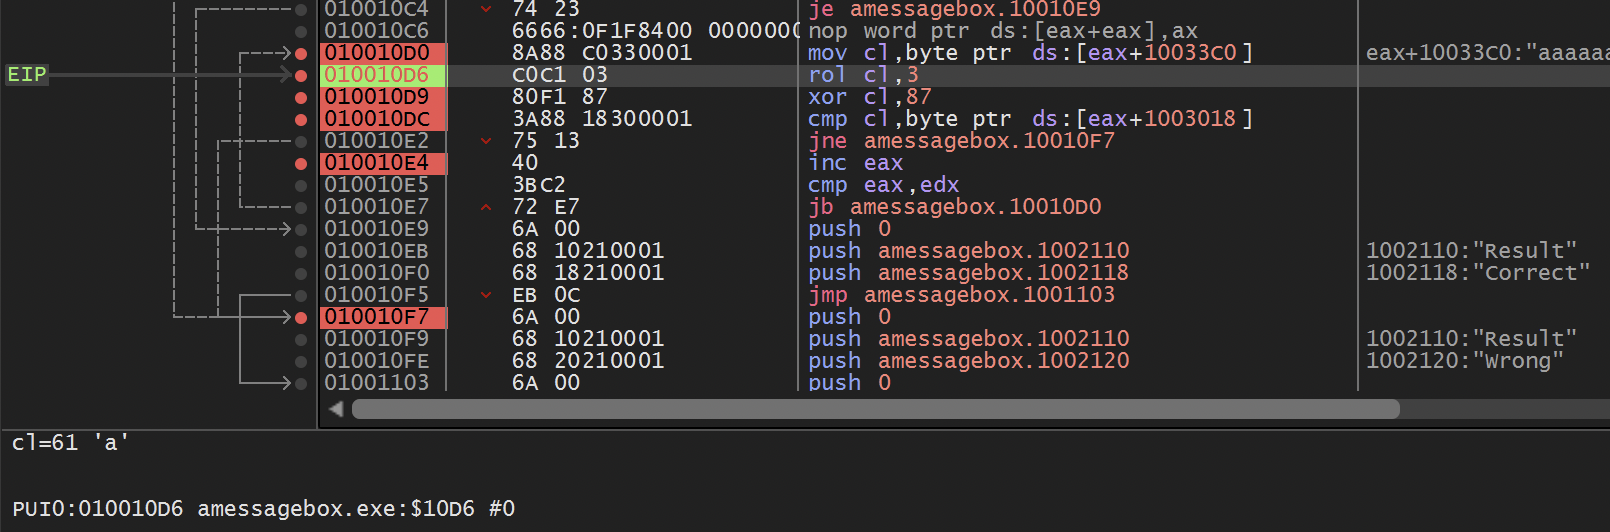 010010C4 74 23 je amessagebox.10010E9
010010C6 6666:0F1F8400 0000000 nop word ptr ds:[eax+eax],ax
010010D0 8A88 C0330001 mov cl,byte ptr ds:[eax+10033C0] eax+10033C0:"aaaaaa
EIP 010010D6 C0C1 03 rol cl,3
010010D9 80F1 87 xor cl,87
010010DC 3A88 18300001 cmp cl,byte ptr ds:[eax+1003018]
010010E2 75 13 jne amessagebox.10010F7
010010E4 40 inc eax
010010E5 3BC2 cmp eax,edx
010010E7 72 E7 jb amessagebox.10010D0
010010E9 6A 00 push 0
010010EB 68 10210001 push amessagebox.1002110 1002110:"Result"
010010F0 68 18210001 push amessagebox.1002118 1002118:"Correct"
010010F5 EB 0C jmp amessagebox.1001103
010010F7 6A 00 push 0
010010F9 68 10210001 push amessagebox.1002110 1002110:"Result"
010010FE 68 20210001 push amessagebox.1002120 1002120:"Wrong"
01001103 6A 00 push 0
cl=61 'a'
PUI0:010010D6 amessagebox.exe:$10D6 #0